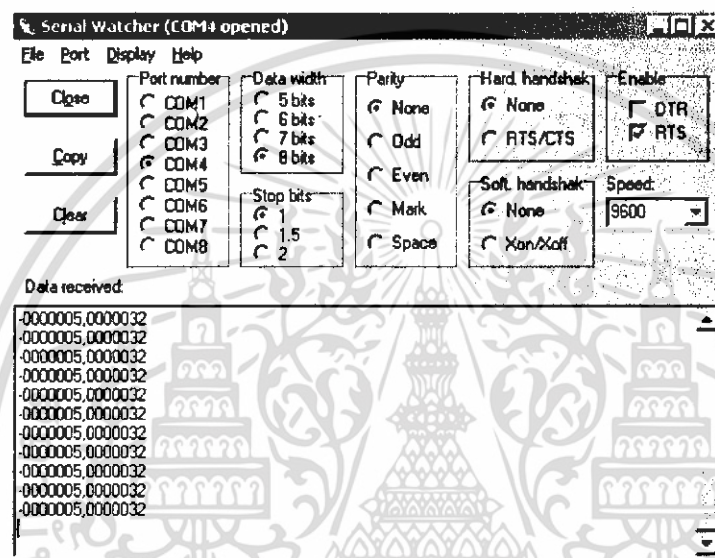 Serial Watcher (COM4 opened)
File Port Display Help
Close
Copy
Clear
Port number
COM1
COM2
COM3
COM4
COM5
COM6
COM7
COM8
Data width
5 bits
6 bits
7 bits
8 bits
Stop bits
1
1.5
2
Parity
None
Odd
Even
Mark
Space
Hard. handshak
None
RTS/CTS
Soft. handshak
None
Xon/Xoff
Enable
DTR
RTS
Speed:
9600
Data received:
-0000005,0000032
-0000005,0000032
-0000005,0000032
-0000005,0000032
-0000005,0000032
-0000005,0000032
-0000005,0000032
-0000005,0000032
-0000005,0000032
-0000005,0000032
-0000005,0000032